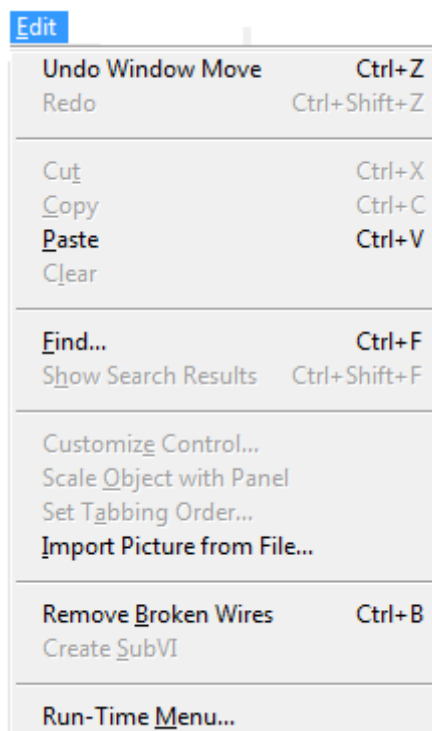 Edit
Undo Window Move Ctrl+Z
Redo Ctrl+Shift+Z
Cut Ctrl+X
Copy Ctrl+C
Paste Ctrl+V
Clear
Find... Ctrl+F
Show Search Results Ctrl+Shift+F
Customize Control...
Scale Object with Panel
Set Tabbing Order...
Import Picture from File...
Remove Broken Wires Ctrl+B
Create SubVI
Run-Time Menu...